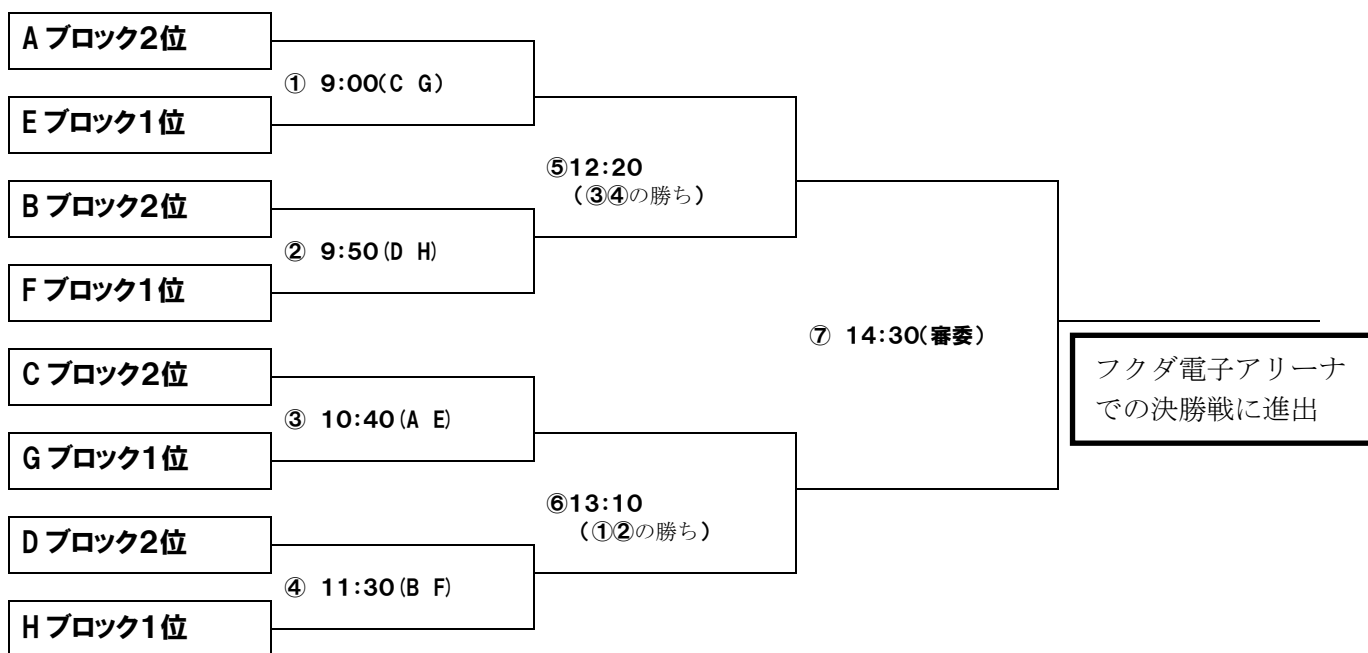 Aブロック2位
① 9:00(C G)
Eブロック1位
⑤12:20
(③④の勝ち)
Bブロック2位
② 9:50(D H)
Fブロック1位
⑦ 14:30(審委)
フクダ電子アリーナ
での決勝戦に進出
Cブロック2位
③ 10:40(A E)
Gブロック1位
⑥13:10
(①②の勝ち)
Dブロック2位
④ 11:30(B F)
Hブロック1位